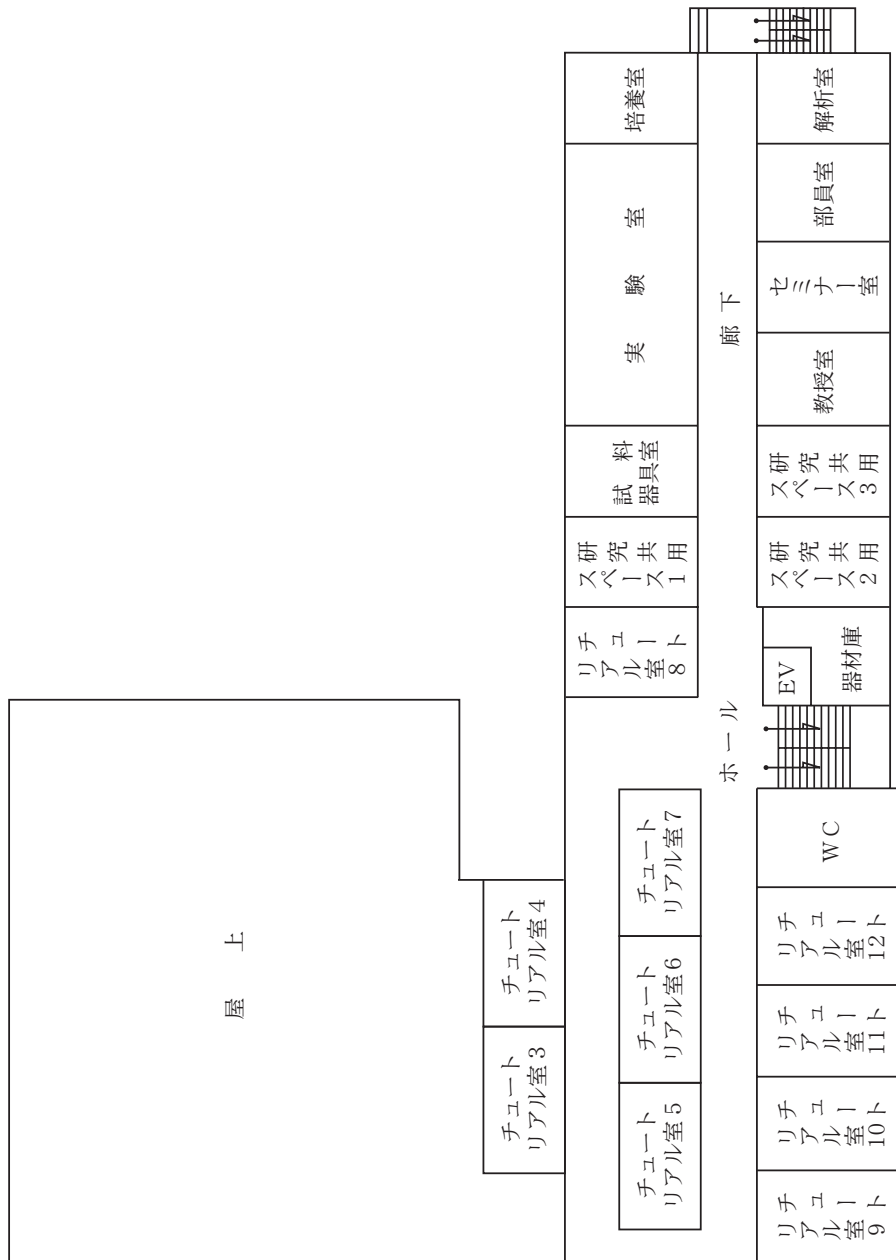 屋 上
チュート
リアル室3
チュート
リアル室4
チュート
リアル室5
チュート
リアル室6
チュート
リアル室7
チュート
リアル室8
研究共用
スペース1
試 料
器具室
実 験 室
培養室
ホール
廊 下
チュート
リアル室9
チュート
リアル室10
チュート
リアル室11
チュート
リアル室12
WC
EV
器材庫
研究共用
スペース2
研究共用
スペース3
教授室
セミナー室
部員室
解析室